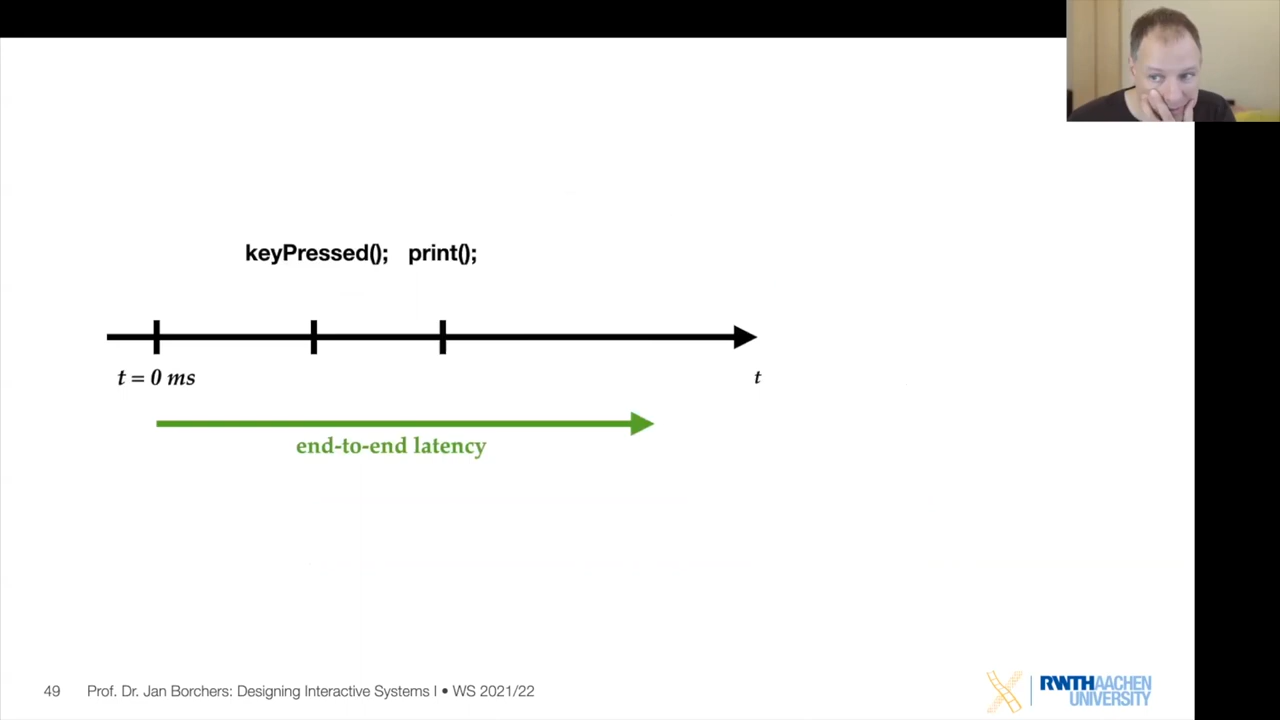 keyPressed(); print();
t = 0 ms
t
end-to-end latency
49 Prof. Dr. Jan Borchers: Designing Interactive Systems I • WS 2021/22
RWTHAACHEN
UNIVERSITY